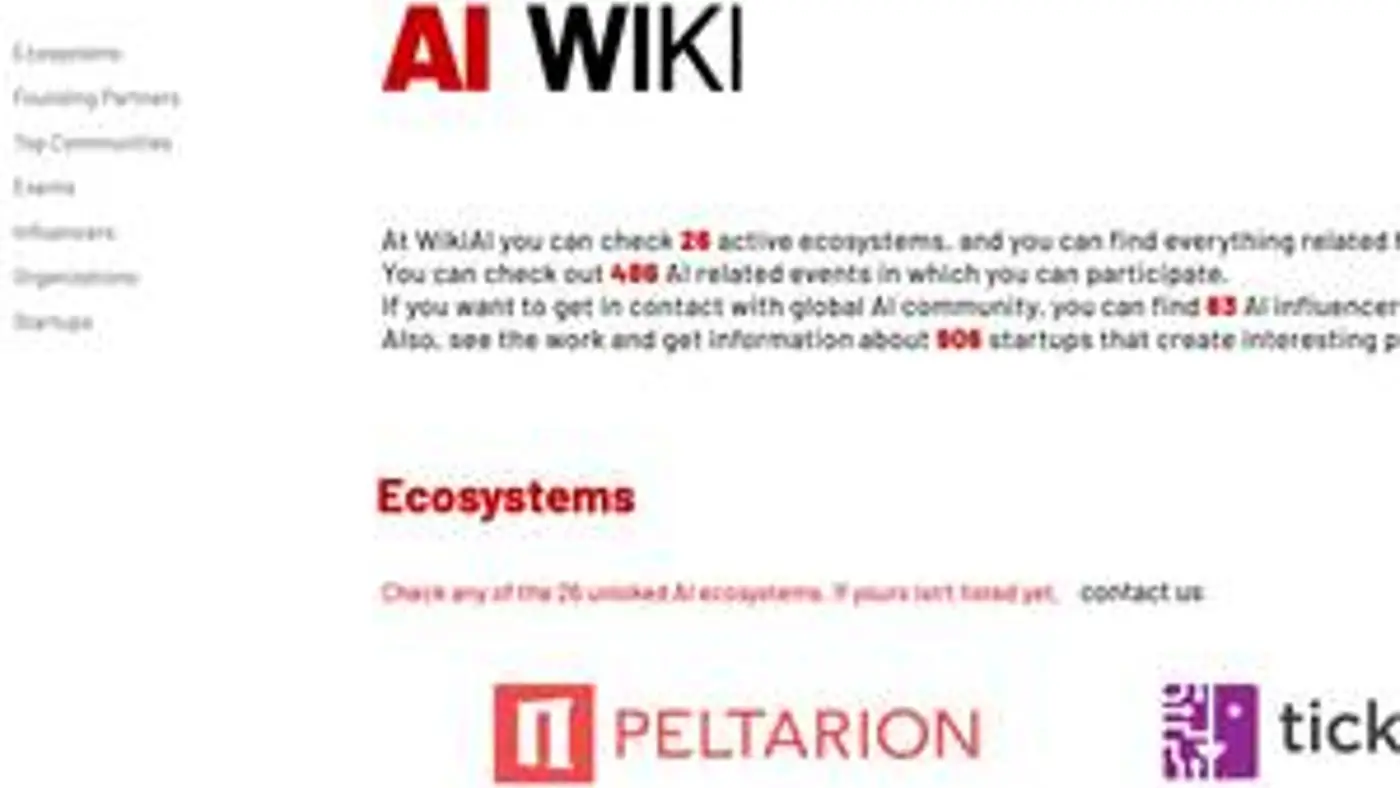 AI WIKI
Ecosystems
Founding Partners
Top Communities
Events
Influencers
Organizations
Startups
At WikiAI you can check 26 active ecosystems, and you can find everything related
You can check out AI related events in which you can participate.
If you want to get in contact with global AI community, you can find 63 AI influencer
Also, see the work and get information about startups that create interesting
Ecosystems
Check any of the 26 unlocked AI ecosystems. If yours isn't listed yet, contact us
PELTARION
tick